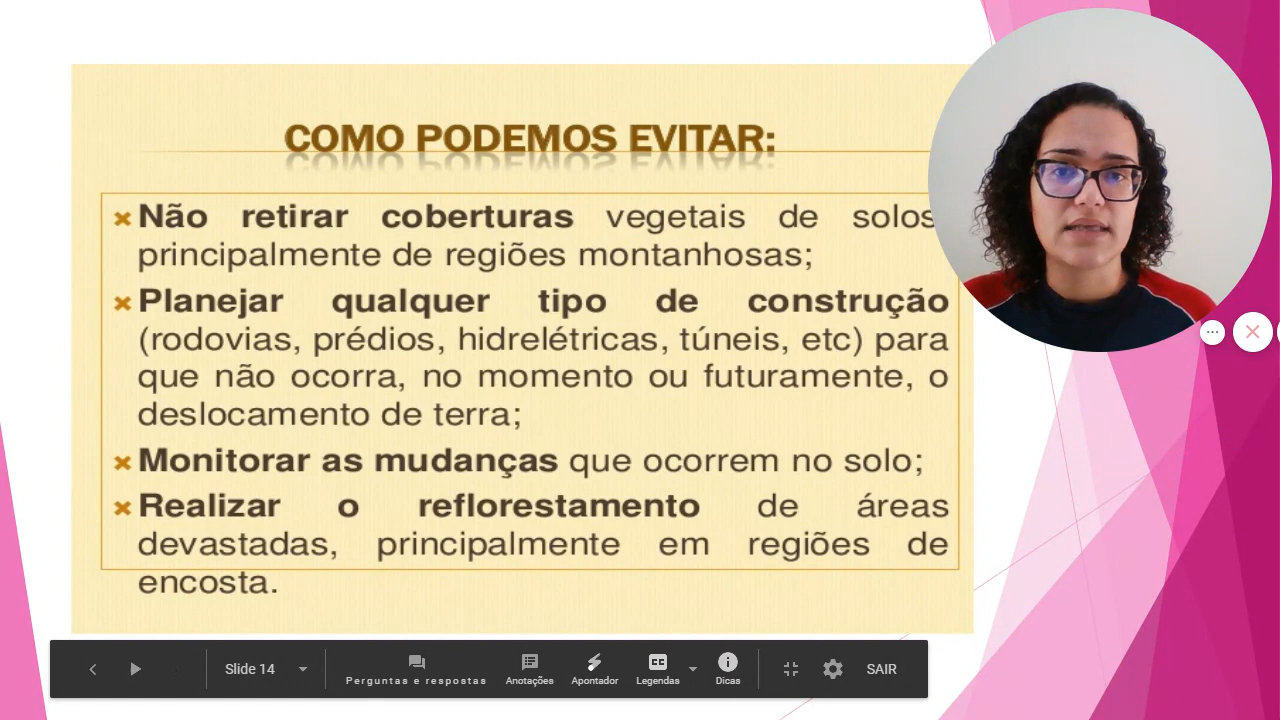 COMO PODEMOS EVITAR:
Não retirar coberturas vegetais de solos
principalmente de regiões montanhosas;
Planejar qualquer tipo de construção
(rodovias, prédios, hidrelétricas, túneis, etc) para
que não ocorra, no momento ou futuramente, o
deslocamento de terra;
Monitorar as mudanças que ocorrem no solo;
Realizar o reflorestamento de áreas
devastadas, principalmente em regiões de
encosta.
Slide 14
Perguntas e respostas
Anotações
Apontador
CC
Legendas
Dicas
SAIR